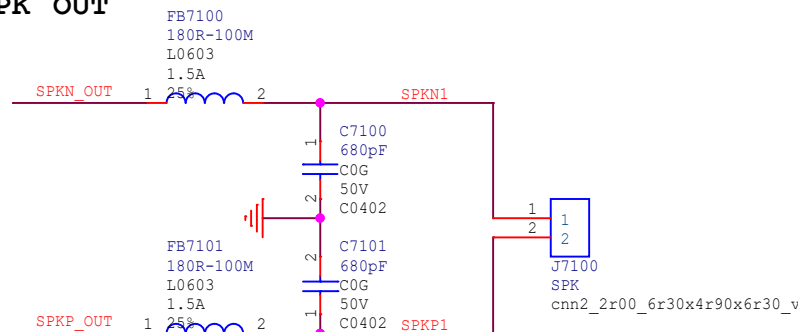 PK OUT
FB7100
180R-100M
L0603
1.5A
25%
SPKN_OUT
1
2
SPKN1
1
C7100
680pF
C0G
50V
C0402
2
1
2
1
2
J7100
SPK
cnn2_2r00_6r30x4r90x6r30_v
FB7101
180R-100M
L0603
1.5A
25%
SPKP_OUT
1
2
2
C7101
680pF
C0G
50V
C0402
1
SPKP1